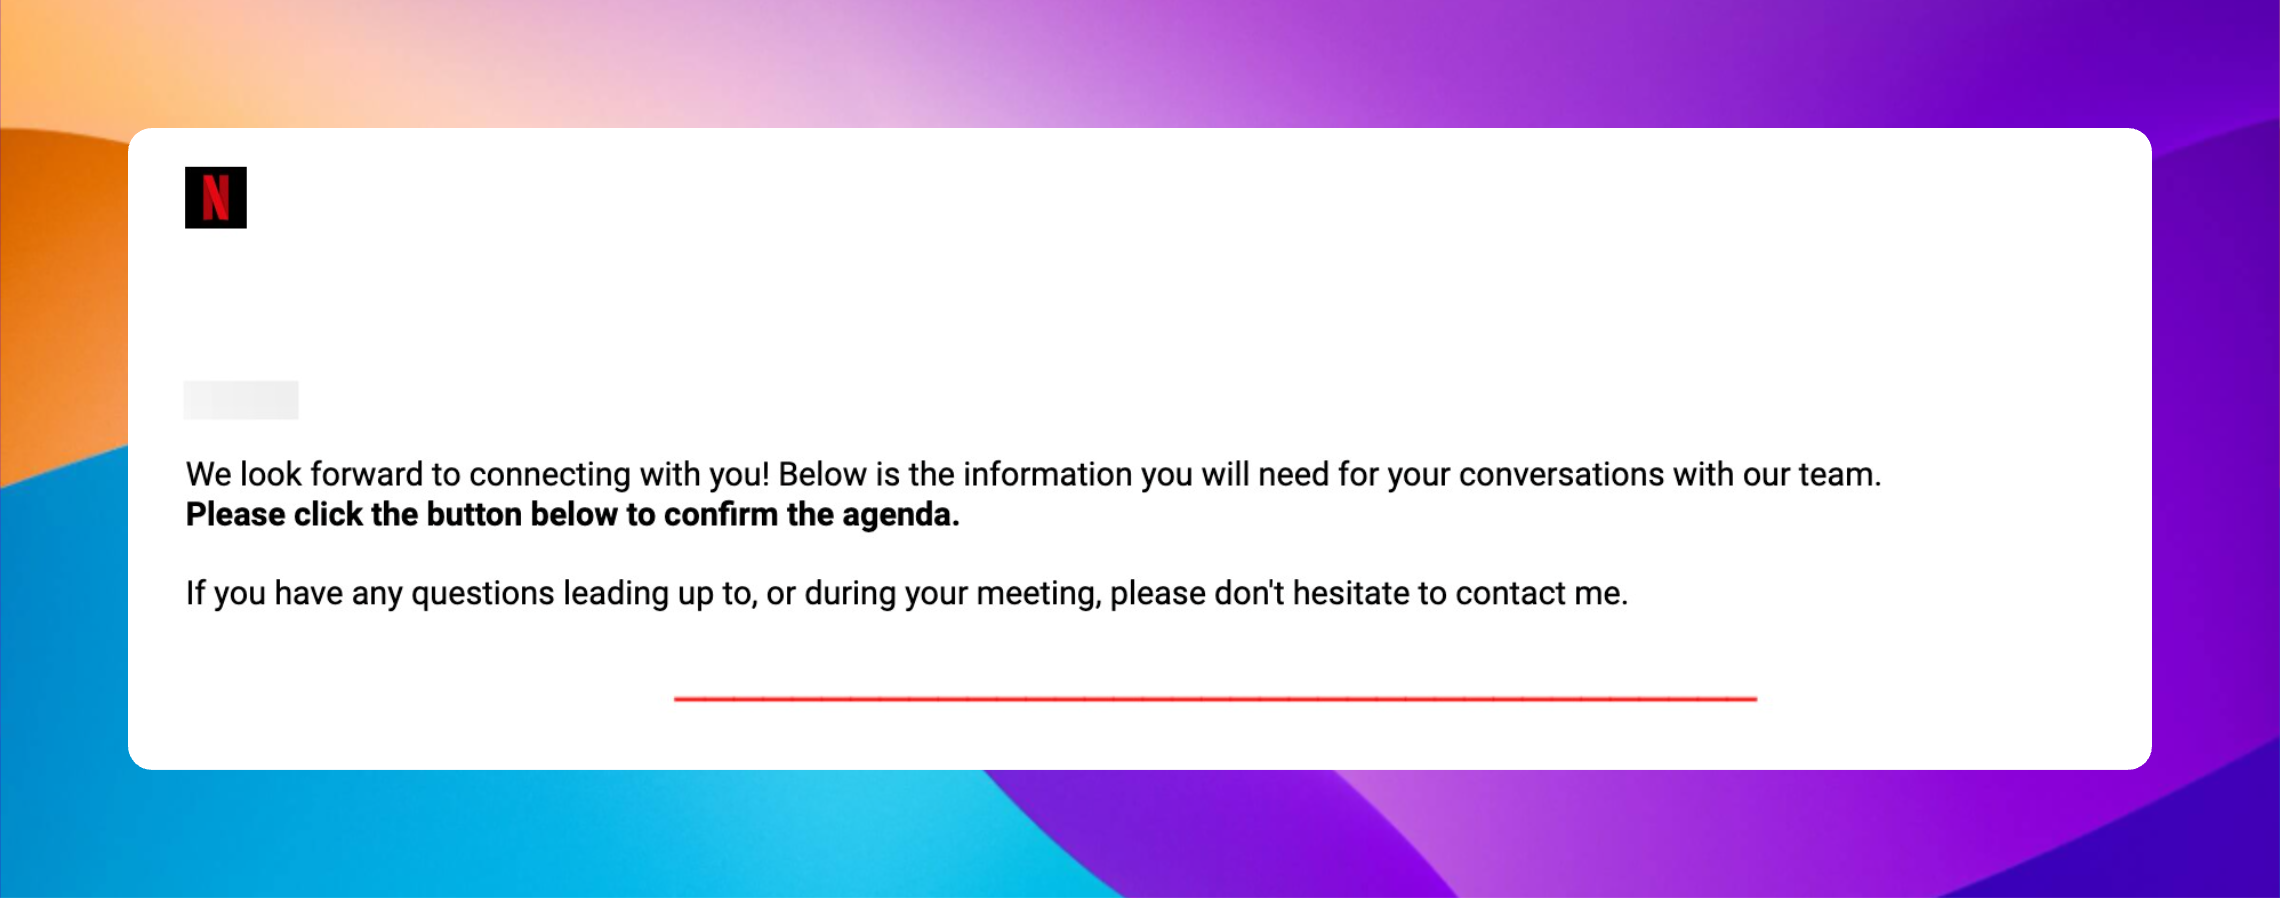 N
We look forward to connecting with you! Below is the information you will need for your conversations with our team.
Please click the button below to confirm the agenda.
If you have any questions leading up to, or during your meeting, please don't hesitate to contact me.